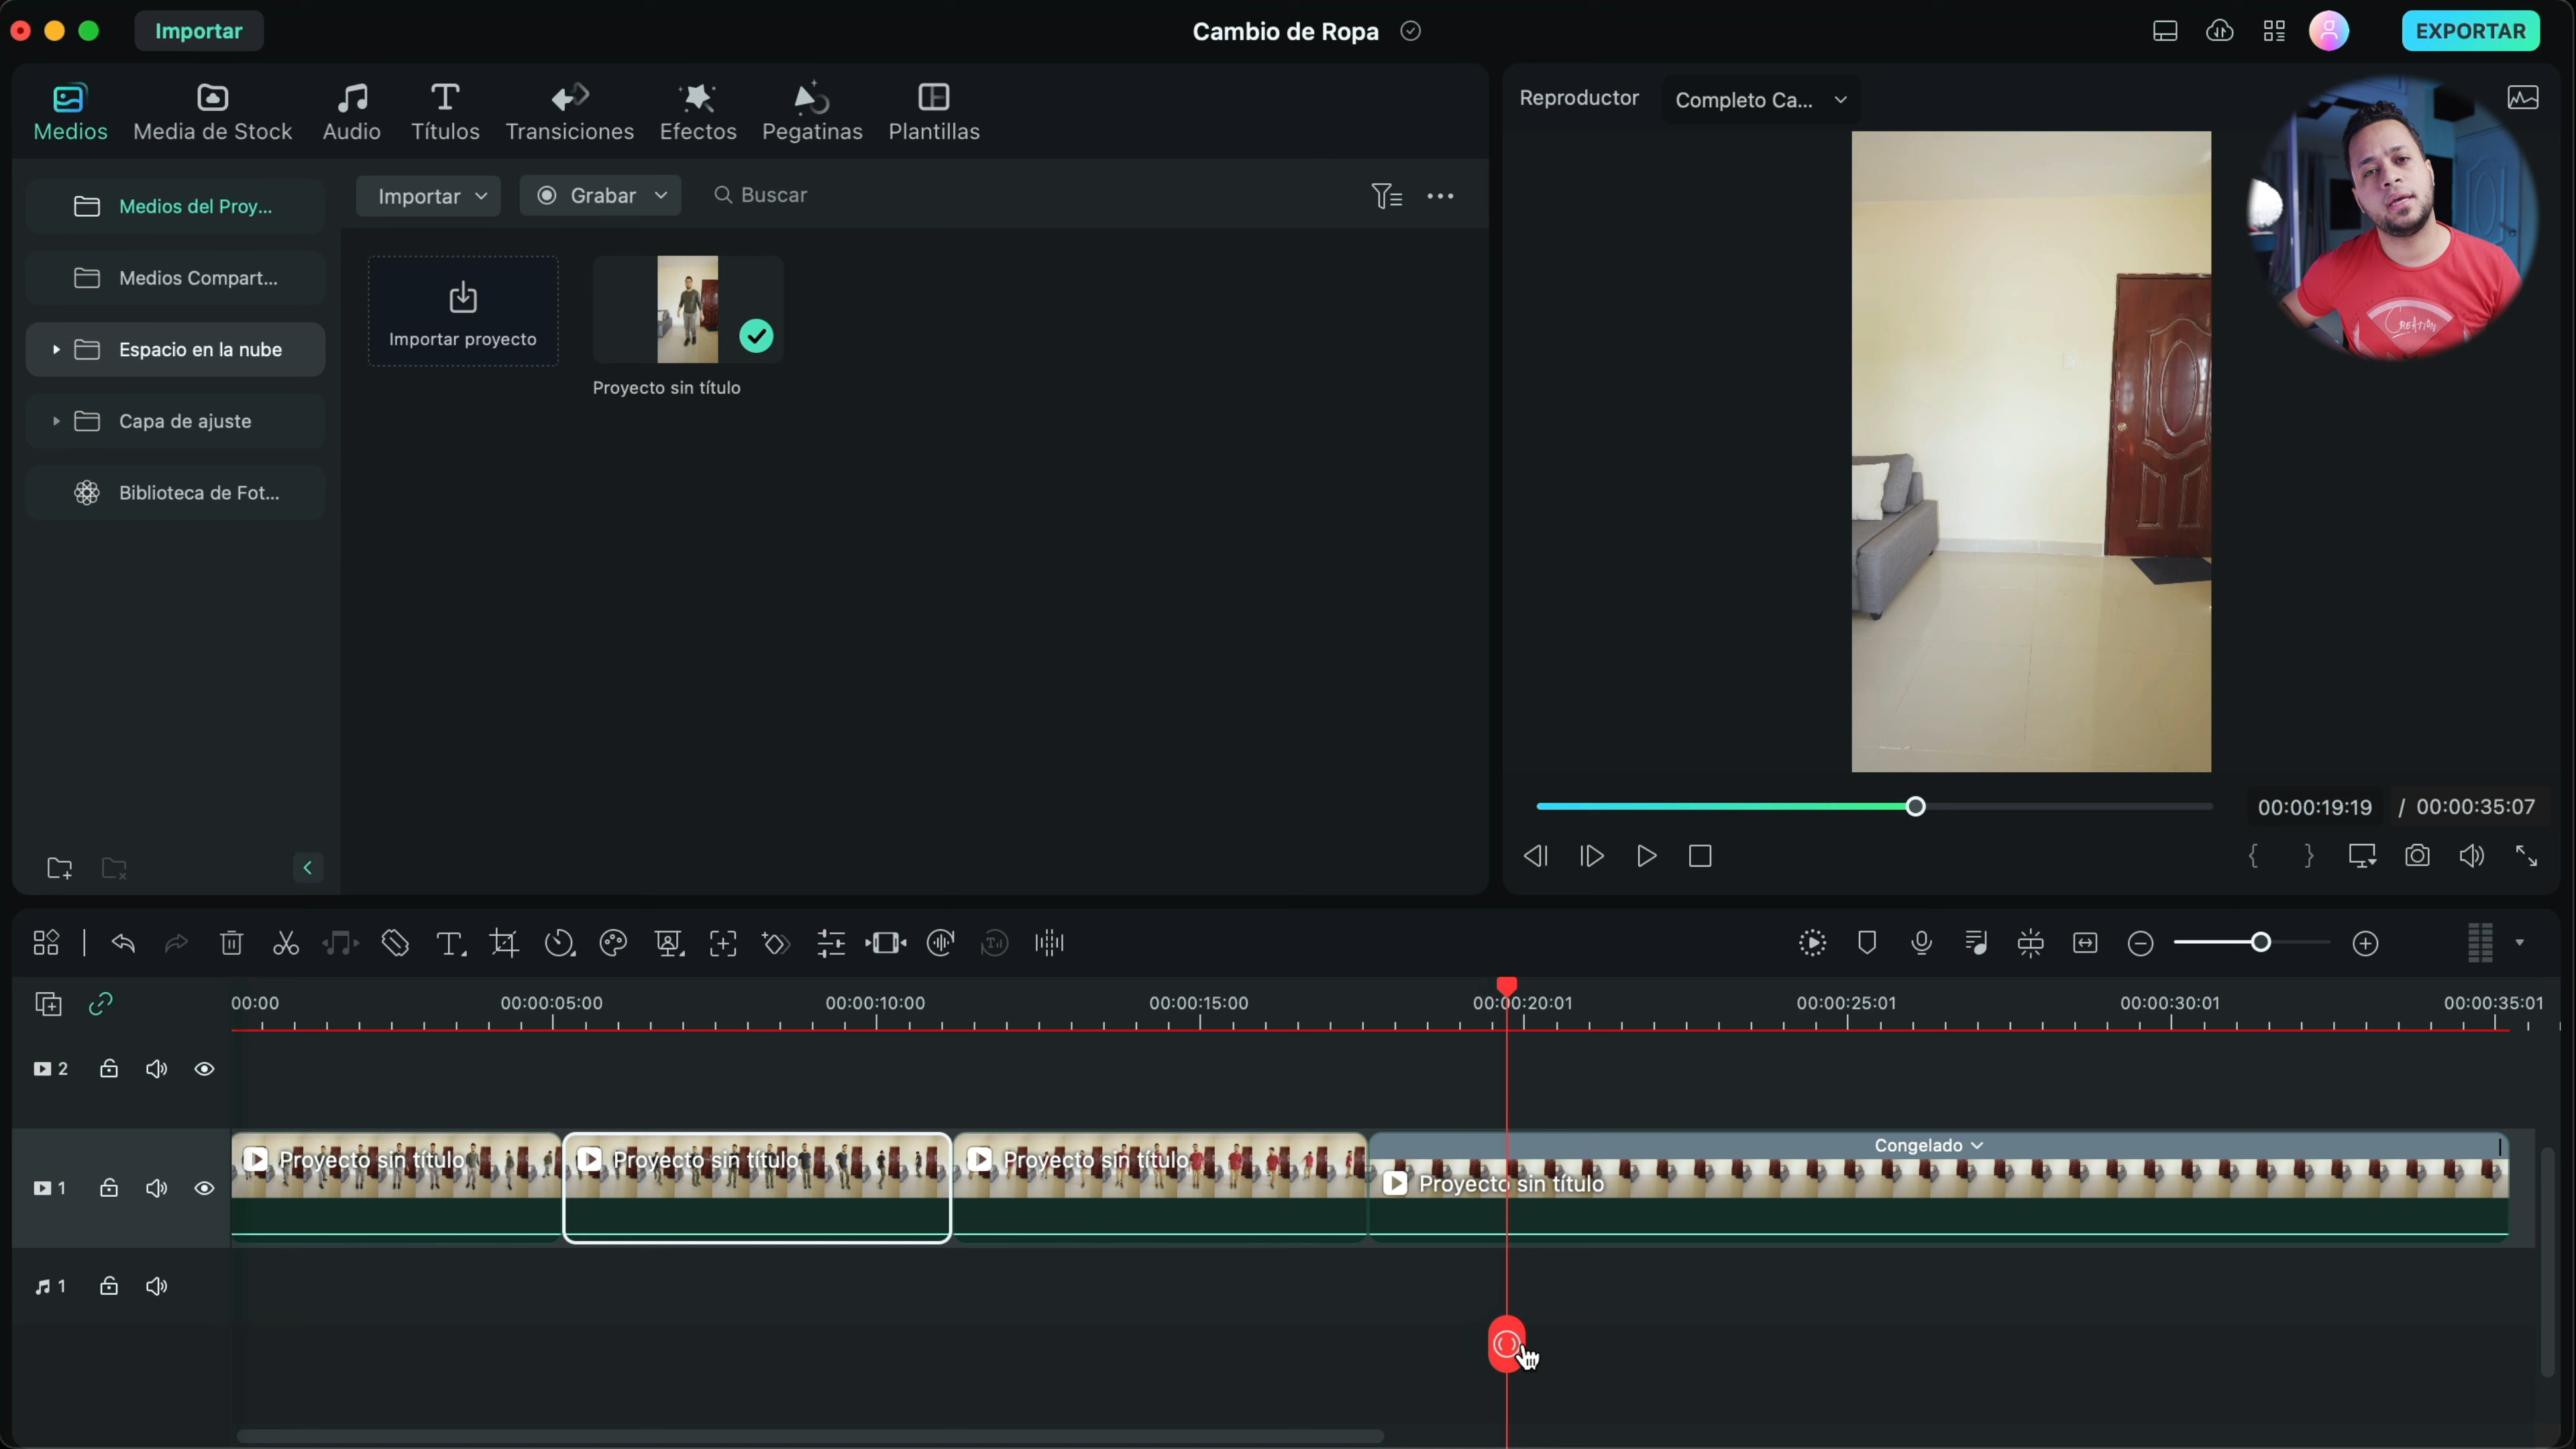 Importar
Cambio de Ropa
EXPORTAR
Medios
Media de Stock
Audio
Títulos
Transiciones
Efectos
Pegatinas
Plantillas
Reproductor
Completo Ca...
Medios del Proy...
Medios Compart...
Espacio en la nube
Capa de ajuste
Biblioteca de Fot...
Importar
Grabar
Buscar
Importar proyecto
Proyecto sin título
CREATION
00:00:19:19 / 00:00:35:07
00:00
00:00:05:00
00:00:10:00
00:00:15:00
00:00:20:01
00:00:25:01
00:00:30:01
00:00:35:01
2
1
Proyecto sin título
Proyecto sin título
Proyecto sin título
Congelado
Proyecto sin título
1